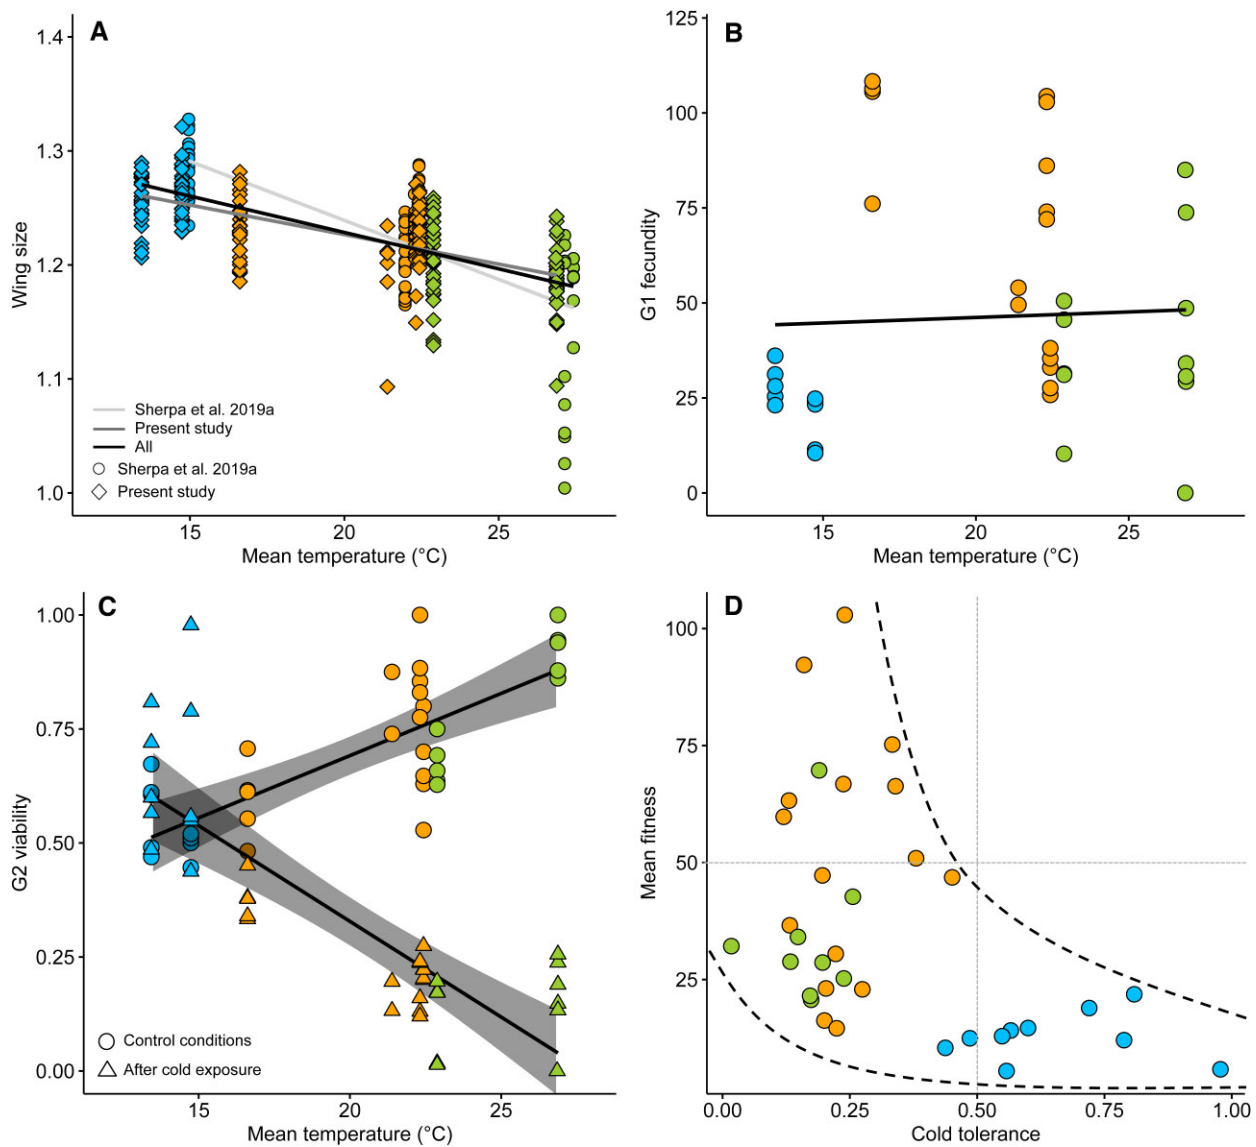 A
1.4
1.3
1.2
1.1
1.0
Wing size
Sherpa et al. 2019a
Present study
All
Sherpa et al. 2019a
Present study
15
20
25
Mean temperature (°C)
B
125
100
75
50
25
0
G1 fecundity
15
20
25
Mean temperature (°C)
C
1.00
0.75
0.50
0.25
0.00
G2 viability
Control conditions
After cold exposure
15
20
25
Mean temperature (°C)
D
100
75
50
25
Mean fitness
0.00
0.25
0.50
0.75
1.00
Cold tolerance